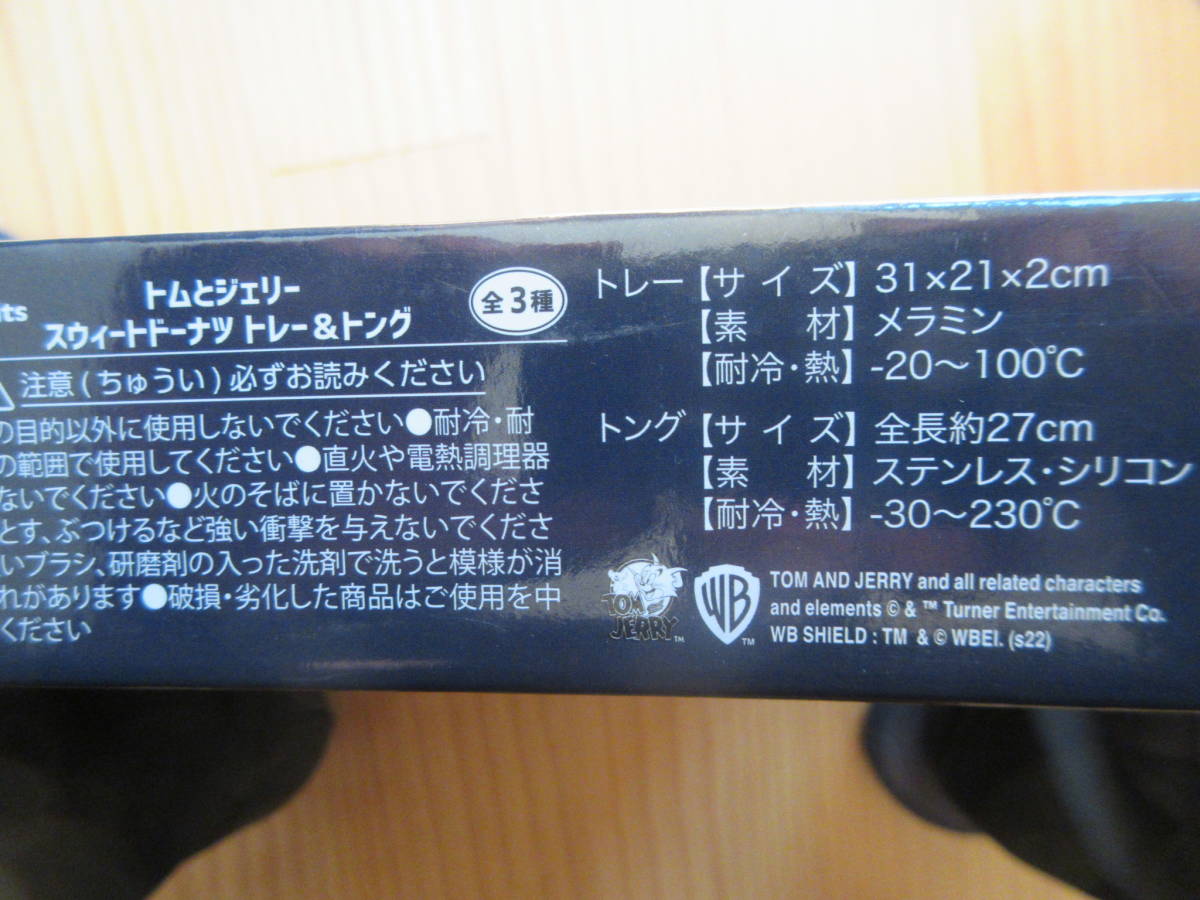 its
トムとジェリー
スウィートドーナツ トレー&トング
全3種
注意(ちゅうい)必ずお読みください
の目的以外に使用しないでください●耐冷・耐
の範囲で使用してください●直火や電熱調理器
ないでください●火のそばに置かないでくださ
とす、ぶつけるなど強い衝撃を与えないでくださ
いブラシ、研磨剤の入った洗剤で洗うと模様が消
れがあります●破損・劣化した商品はご使用を中
ください
トレー【サイズ】31×21×2cm
【素材】メラミン
【耐冷・熱】-20〜100℃
トング【サイズ】全長約27cm
【素材】ステンレス・シリコン
【耐冷・熱】-30〜230℃
TOM AND JERRY™
WB™
TOM AND JERRY and all related characters
and elements © & ™ Turner Entertainment Co.
WB SHIELD : TM & © WBEI. (s22)